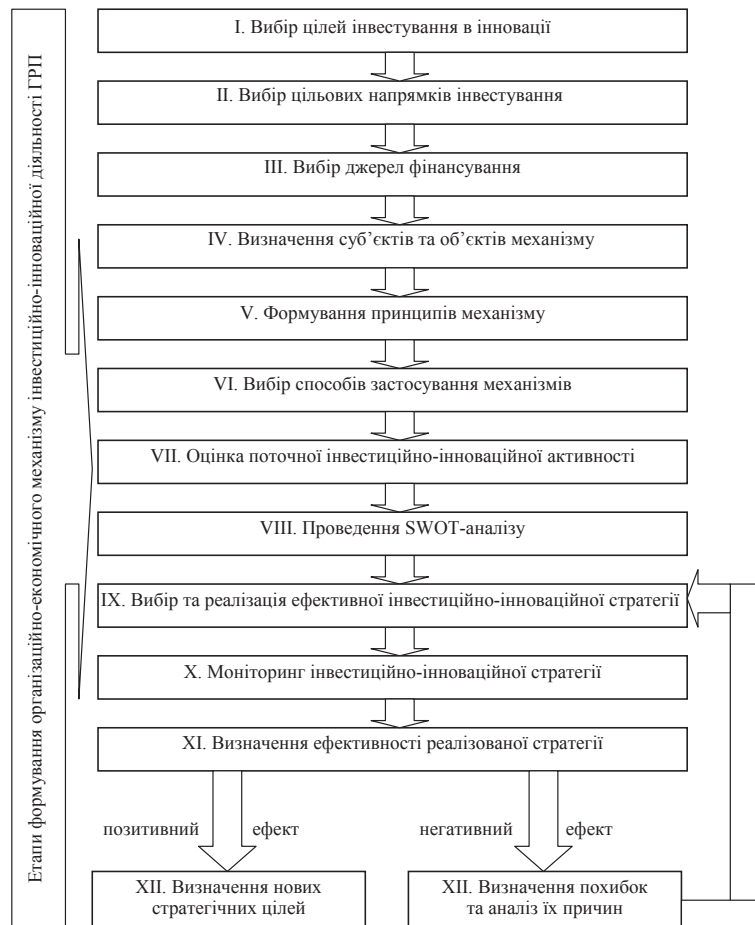 Етапи формування організаційно-економічного механізму інвестиційно-інноваційної діяльності ГРП
I. Вибір цілей інвестування в інновації
II. Вибір цільових напрямків інвестування
III. Вибір джерел фінансування
IV. Визначення суб’єктів та об’єктів механізму
V. Формування принципів механізму
VI. Вибір способів застосування механізмів
VII. Оцінка поточної інвестиційно-інноваційної активності
VIII. Проведення SWOT-аналізу
IX. Вибір та реалізація ефективної інвестиційно-інноваційної стратегії
X. Моніторинг інвестиційно-інноваційної стратегії
XI. Визначення ефективності реалізованої стратегії
позитивний ефект
негативний ефект
XII. Визначення нових
стратегічних цілей
XII. Визначення похибок
та аналіз їх причин